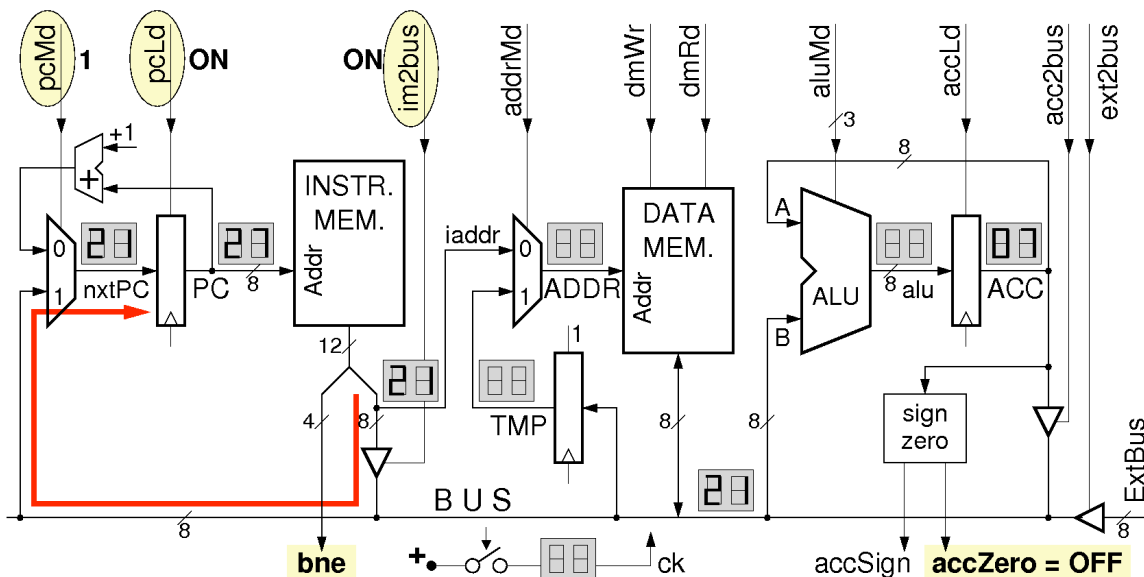 pcMd
1
pcLd
ON
ON
im2bus
addrMd
dmWr
dmRd
aluMd
accLd
acc2bus
ext2bus
+1
+
3
8
INSTR.
MEM.
Addr
DATA
MEM.
Addr
A
B
ALU
iaddr
0
1
21
nxtPC
PC
27
8
0
1
ADDR
8
alu
07
ACC
12
4
8
21
TMP
1
8
8
sign
zero
21
BUS
8
ExtBus
8
+
ck
bne
accSign
accZero = OFF